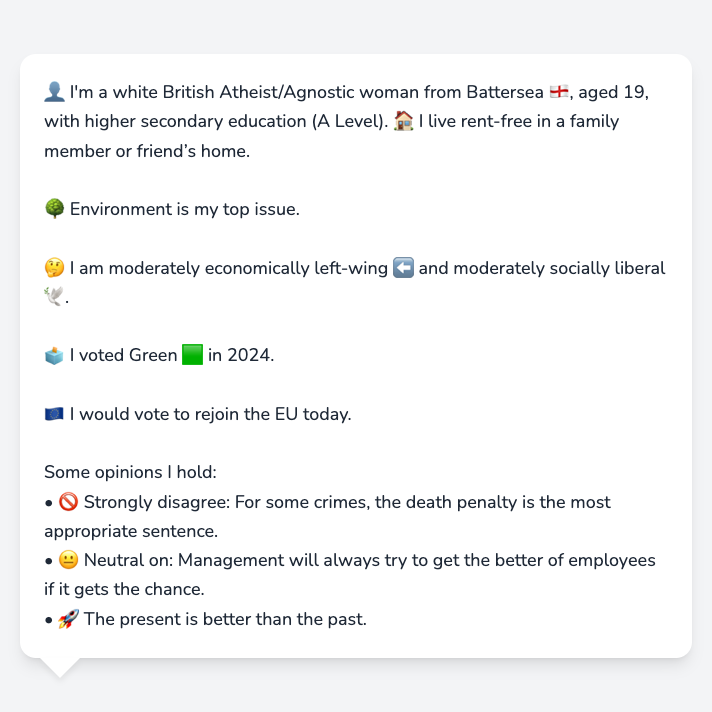 👤 I'm a white British Atheist/Agnostic woman from Battersea 🏴󠁧󠁢󠁥󠁮󠁧󠁿, aged 19,
with higher secondary education (A Level). 🏠 I live rent-free in a family
member or friend’s home.
🌳 Environment is my top issue.
🤔 I am moderately economically left-wing ⬅️ and moderately socially liberal
🕊️.
🗳️ I voted Green 🟩 in 2024.
🇪🇺 I would vote to rejoin the EU today.
Some opinions I hold:
• 🚫 Strongly disagree: For some crimes, the death penalty is the most
appropriate sentence.
• 😐 Neutral on: Management will always try to get the better of employees
if it gets the chance.
• 🚀 The present is better than the past.